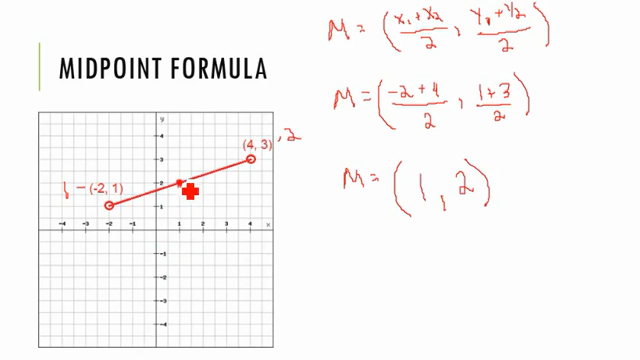 MIDPOINT FORMULA
M = (x₁+x₂/2, y₁+y₂/2)
M = (-2+4/2, 1+3/2)
M = (1, 2)
y
4
(4, 3) , 2
3
1 – (-2, 1)
2
1
-4 -2 -1 1 2 3 4 x
-1
-2
-3
-4